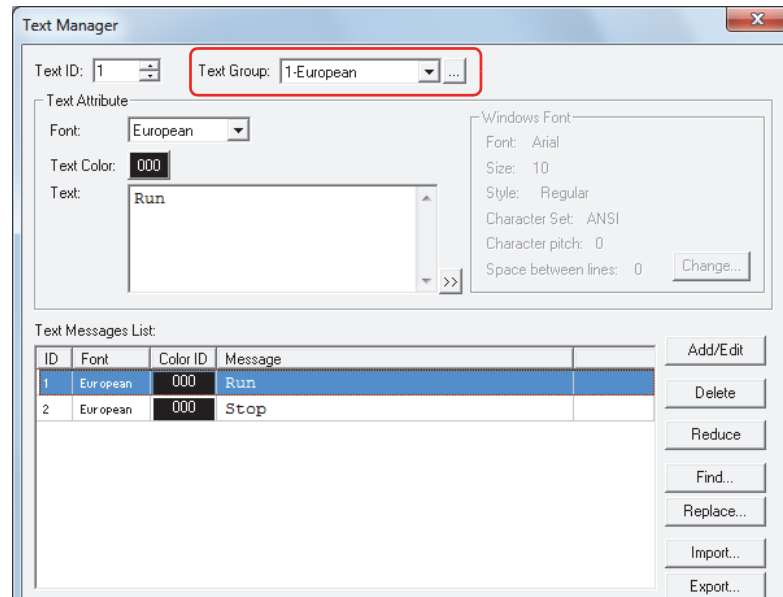 Text Manager
Text ID: 1
Text Group: 1-European
...
Text Attribute
Font: European
Text Color: 000
Text: Run
>>
Windows Font
Font: Arial
Size: 10
Style: Regular
Character Set: ANSI
Character pitch: 0
Space between lines: 0
Change...
Text Messages List:
ID Font Color ID Message
1 European 000 Run
2 European 000 Stop
Add/Edit
Delete
Reduce
Find...
Replace...
Import...
Export...